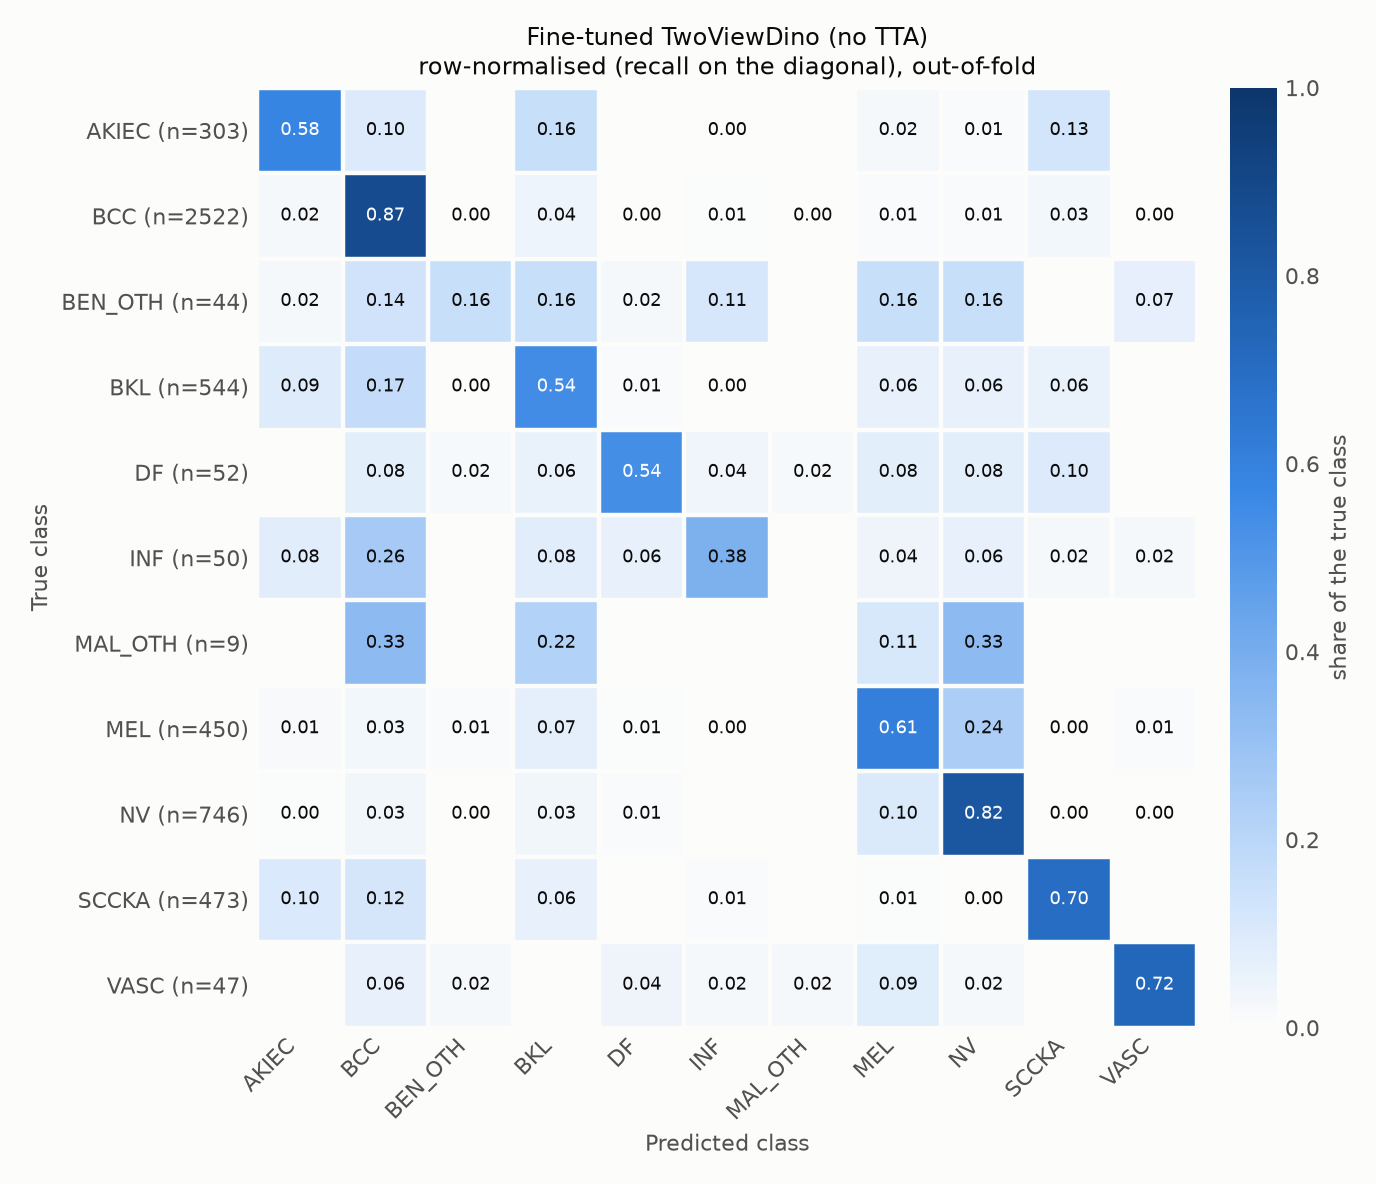 Fine-tuned TwoViewDino (no TTA)
row-normalised (recall on the diagonal), out-of-fold
True class
AKIEC (n=303) 0.58 0.10 0.16 0.00 0.02 0.01 0.13
BCC (n=2522) 0.02 0.87 0.00 0.04 0.00 0.01 0.00 0.01 0.01 0.03 0.00
BEN_OTH (n=44) 0.02 0.14 0.16 0.16 0.02 0.11 0.16 0.16 0.07
BKL (n=544) 0.09 0.17 0.00 0.54 0.01 0.00 0.06 0.06 0.06
DF (n=52) 0.08 0.02 0.06 0.54 0.04 0.02 0.08 0.08 0.10
INF (n=50) 0.08 0.26 0.08 0.06 0.38 0.04 0.06 0.02 0.02
MAL_OTH (n=9) 0.33 0.22 0.11 0.33
MEL (n=450) 0.01 0.03 0.01 0.07 0.01 0.00 0.61 0.24 0.00 0.01
NV (n=746) 0.00 0.03 0.00 0.03 0.01 0.10 0.82 0.00 0.00
SCCKA (n=473) 0.10 0.12 0.06 0.01 0.01 0.00 0.70
VASC (n=47) 0.06 0.02 0.04 0.02 0.02 0.09 0.02 0.72
AKIEC BCC BEN_OTH BKL DF INF MAL_OTH MEL NV SCCKA VASC
Predicted class
1.0
0.8
0.6
0.4
0.2
0.0
share of the true class